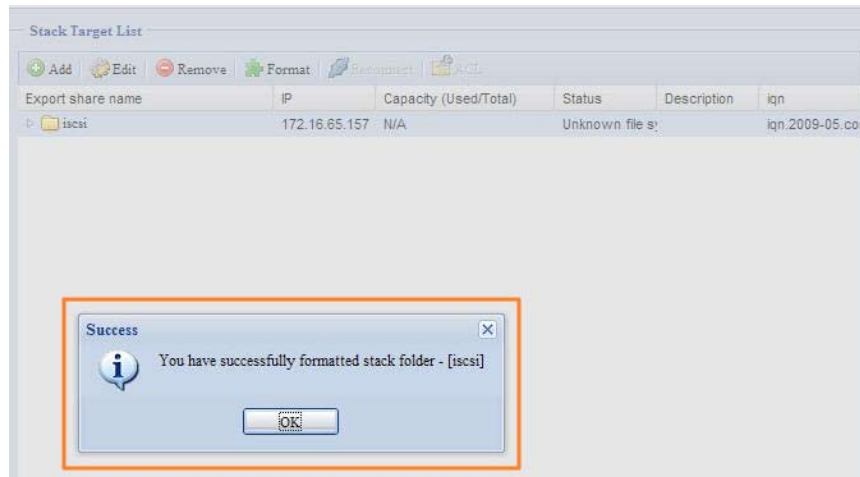 Stack Target List
Add Edit Remove Format Reconnect ACL
Export share name IP Capacity (Used/Total) Status Description iqn
iscsi 172.16.65.157 N/A Unknown file sy iqn.2009-05.co
Success
You have successfully formatted stack folder - [iscsi]
OK